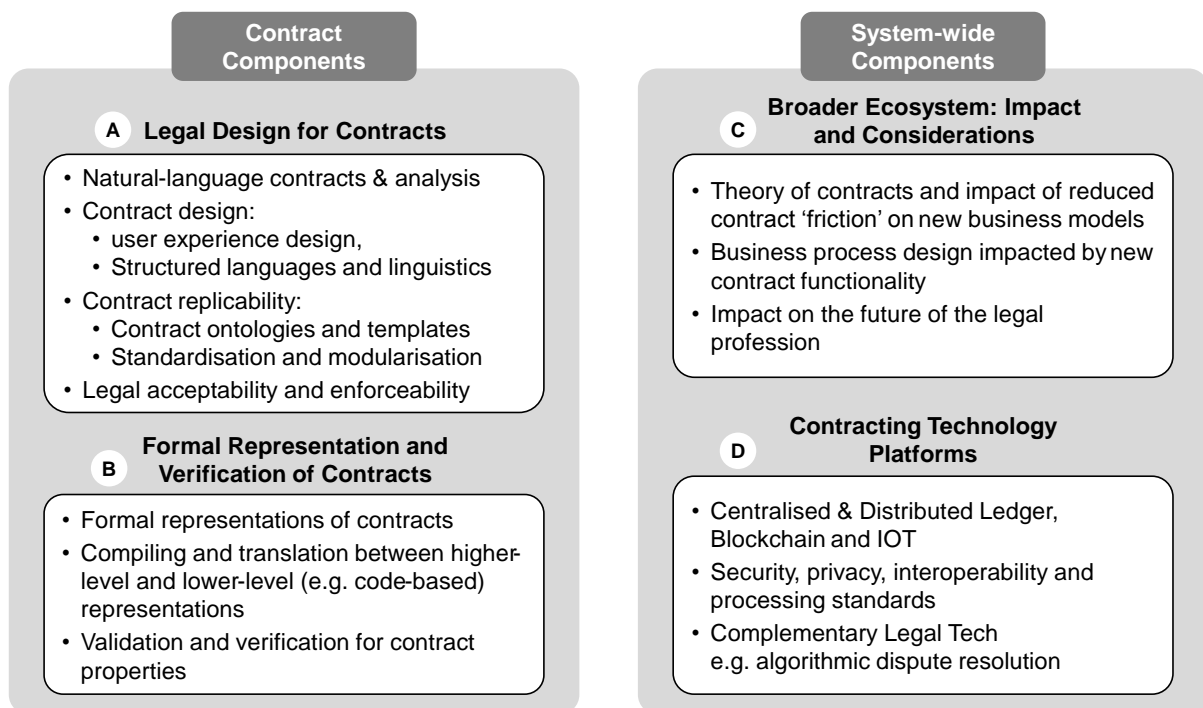 Contract
Components
A Legal Design for Contracts
• Natural-language contracts & analysis
• Contract design:
• user experience design,
• Structured languages and linguistics
• Contract replicability:
• Contract ontologies and templates
• Standardisation and modularisation
• Legal acceptability and enforceability
Formal Representation and
B Verification of Contracts
• Formal representations of contracts
• Compiling and translation between higher-
level and lower-level (e.g. code-based)
representations
• Validation and verification for contract
properties
System-wide
Components
Broader Ecosystem: Impact
C and Considerations
• Theory of contracts and impact of reduced
contract ‘friction’ on new business models
• Business process design impacted by new
contract functionality
• Impact on the future of the legal
profession
Contracting Technology
D Platforms
• Centralised & Distributed Ledger,
Blockchain and IOT
• Security, privacy, interoperability and
processing standards
• Complementary Legal Tech
e.g. algorithmic dispute resolution